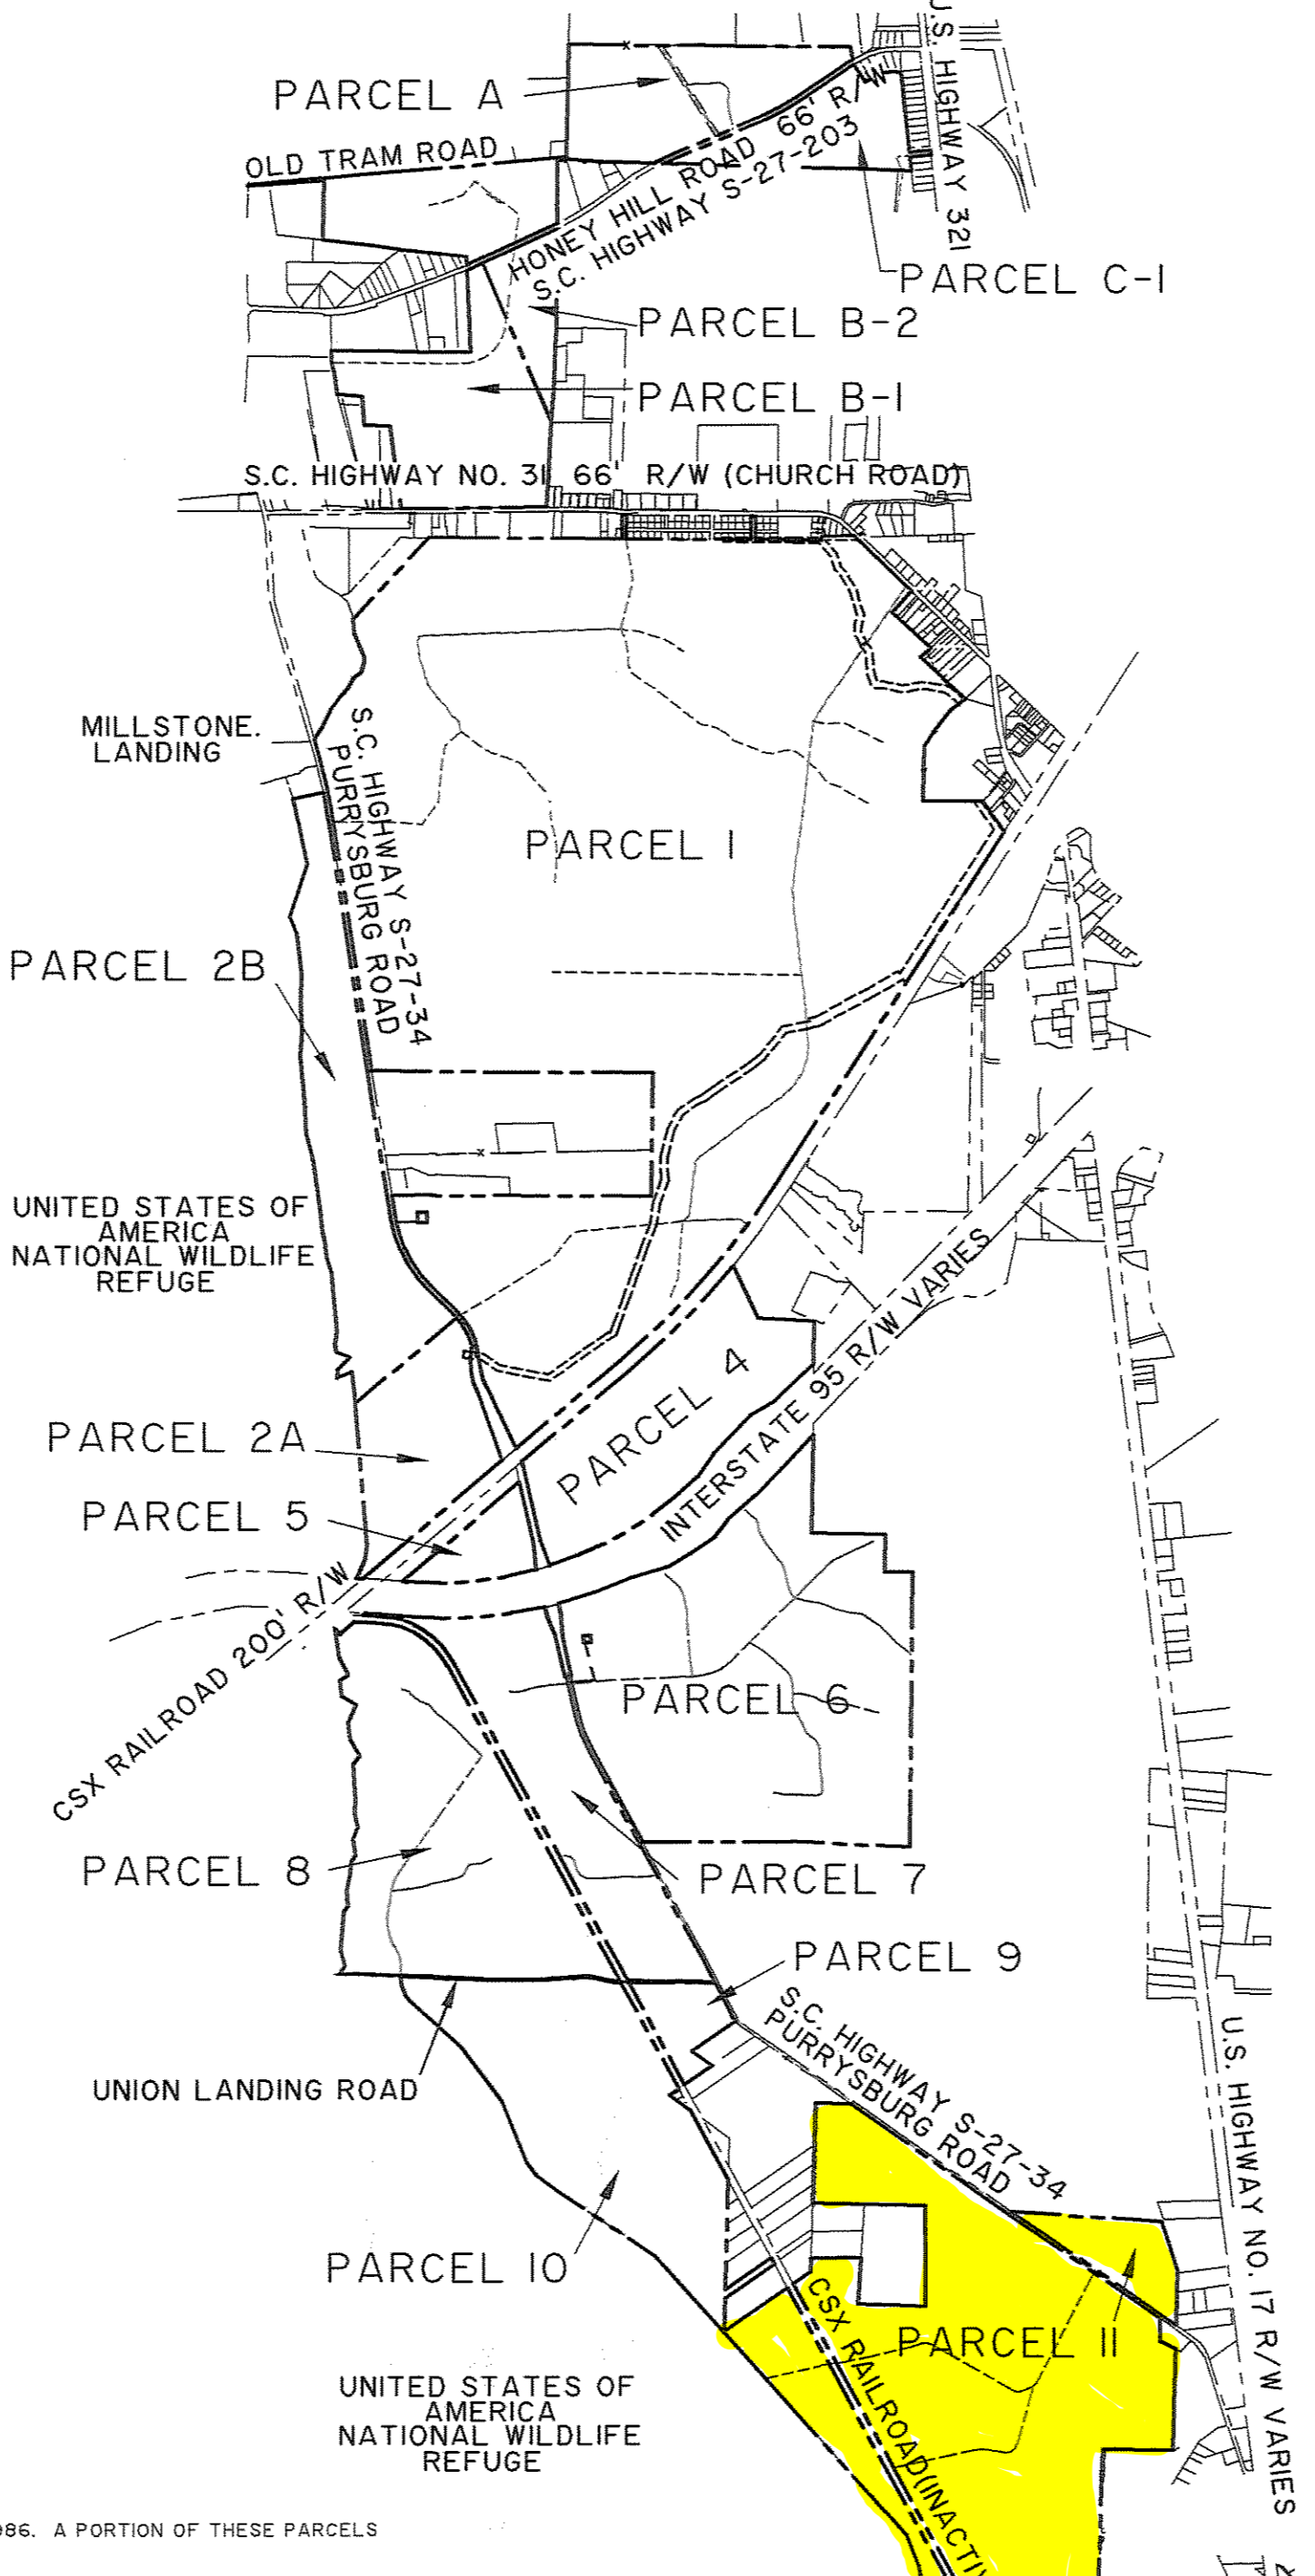 U.S. HIGHWAY 321
PARCEL A
OLD TRAM ROAD
HONEY HILL ROAD 66' R/W
S.C. HIGHWAY S-27-203
PARCEL C-1
PARCEL B-2
PARCEL B-1
S.C. HIGHWAY NO. 31 66' R/W (CHURCH ROAD)
MILLSTONE.
LANDING
S.C. HIGHWAY S-27-34
PURRYSBURG ROAD
PARCEL 1
PARCEL 2B
UNITED STATES OF
AMERICA
NATIONAL WILDLIFE
REFUGE
INTERSTATE 95 R/W VARIES
PARCEL 4
PARCEL 2A
PARCEL 5
CSX RAILROAD 200' R/W
PARCEL 6
PARCEL 8
PARCEL 7
PARCEL 9
S.C. HIGHWAY S-27-34
PURRYSBURG ROAD
UNION LANDING ROAD
U.S. HIGHWAY NO. 17 R/W VARIES
PARCEL 10
CSX RAILROAD(INACTIV
PARCEL 11
UNITED STATES OF
AMERICA
NATIONAL WILDLIFE
REFUGE
986. A PORTION OF THESE PARCELS